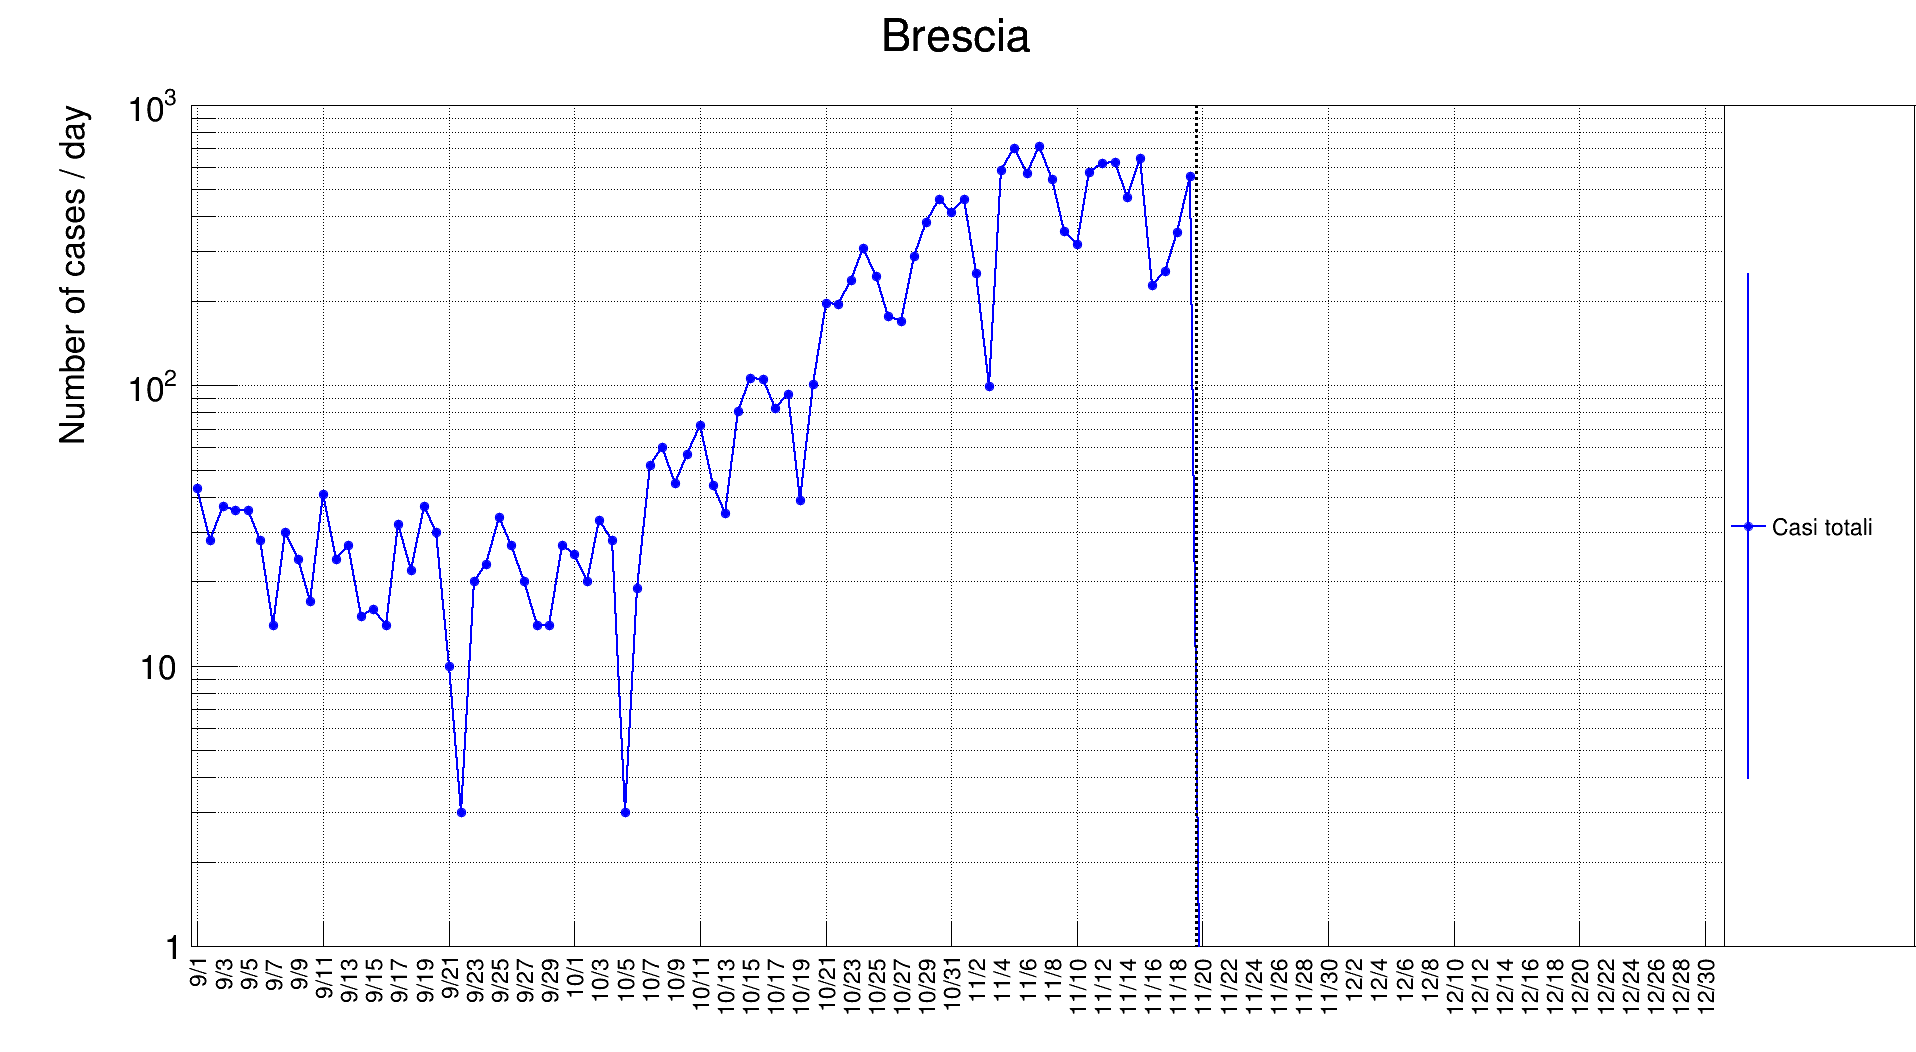 Brescia
Number of cases / day
10³
10²
10
1
9/1 9/3 9/5 9/7 9/9 9/11 9/13 9/15 9/17 9/19 9/21 9/23 9/25 9/27 9/29 10/1 10/3 10/5 10/7 10/9 10/11 10/13 10/15 10/17 10/19 10/21 10/23 10/25 10/27 10/29 10/31 11/2 11/4 11/6 11/8 11/10 11/12 11/14 11/16 11/18 11/20 11/22 11/24 11/26 11/28 11/30 12/2 12/4 12/6 12/8 12/10 12/12 12/14 12/16 12/18 12/20 12/22 12/24 12/26 12/28 12/30
Casi totali